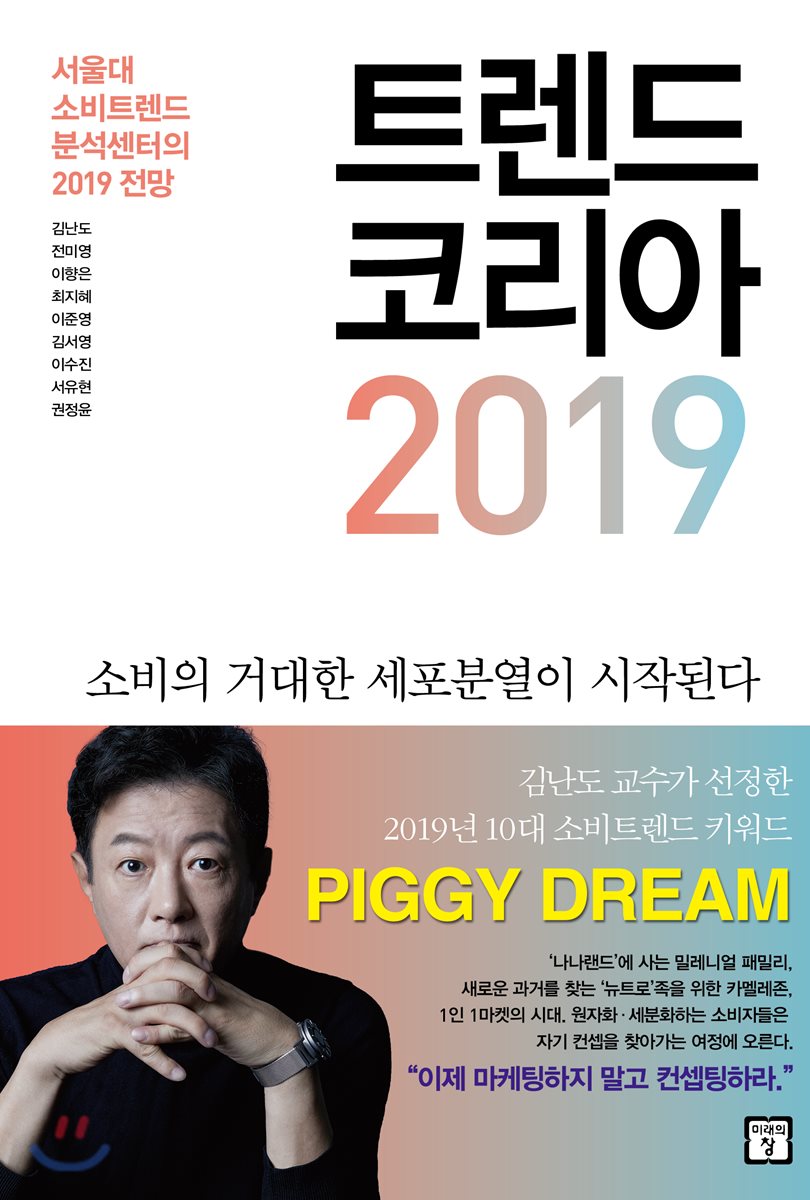 서울대
소비트렌드
분석센터의
2019 전망
김난도
전미영
이향은
최지혜
이준영
김서영
이수진
서유현
권정윤
트렌드
코리아
2019
소비의 거대한 세포분열이 시작된다
김난도 교수가 선정한
2019년 10대 소비트렌드 키워드
PIGGY DREAM
‘나나랜드’에 사는 밀레니얼 패밀리,
새로운 과거를 찾는 ‘뉴트로’족을 위한 카멜레존,
1인 1마켓의 시대. 원자화·세분화하는 소비자들은
자기 컨셉을 찾아가는 여정에 오른다.
“이제 마케팅하지 말고 컨셉팅하라.”
미래의
창